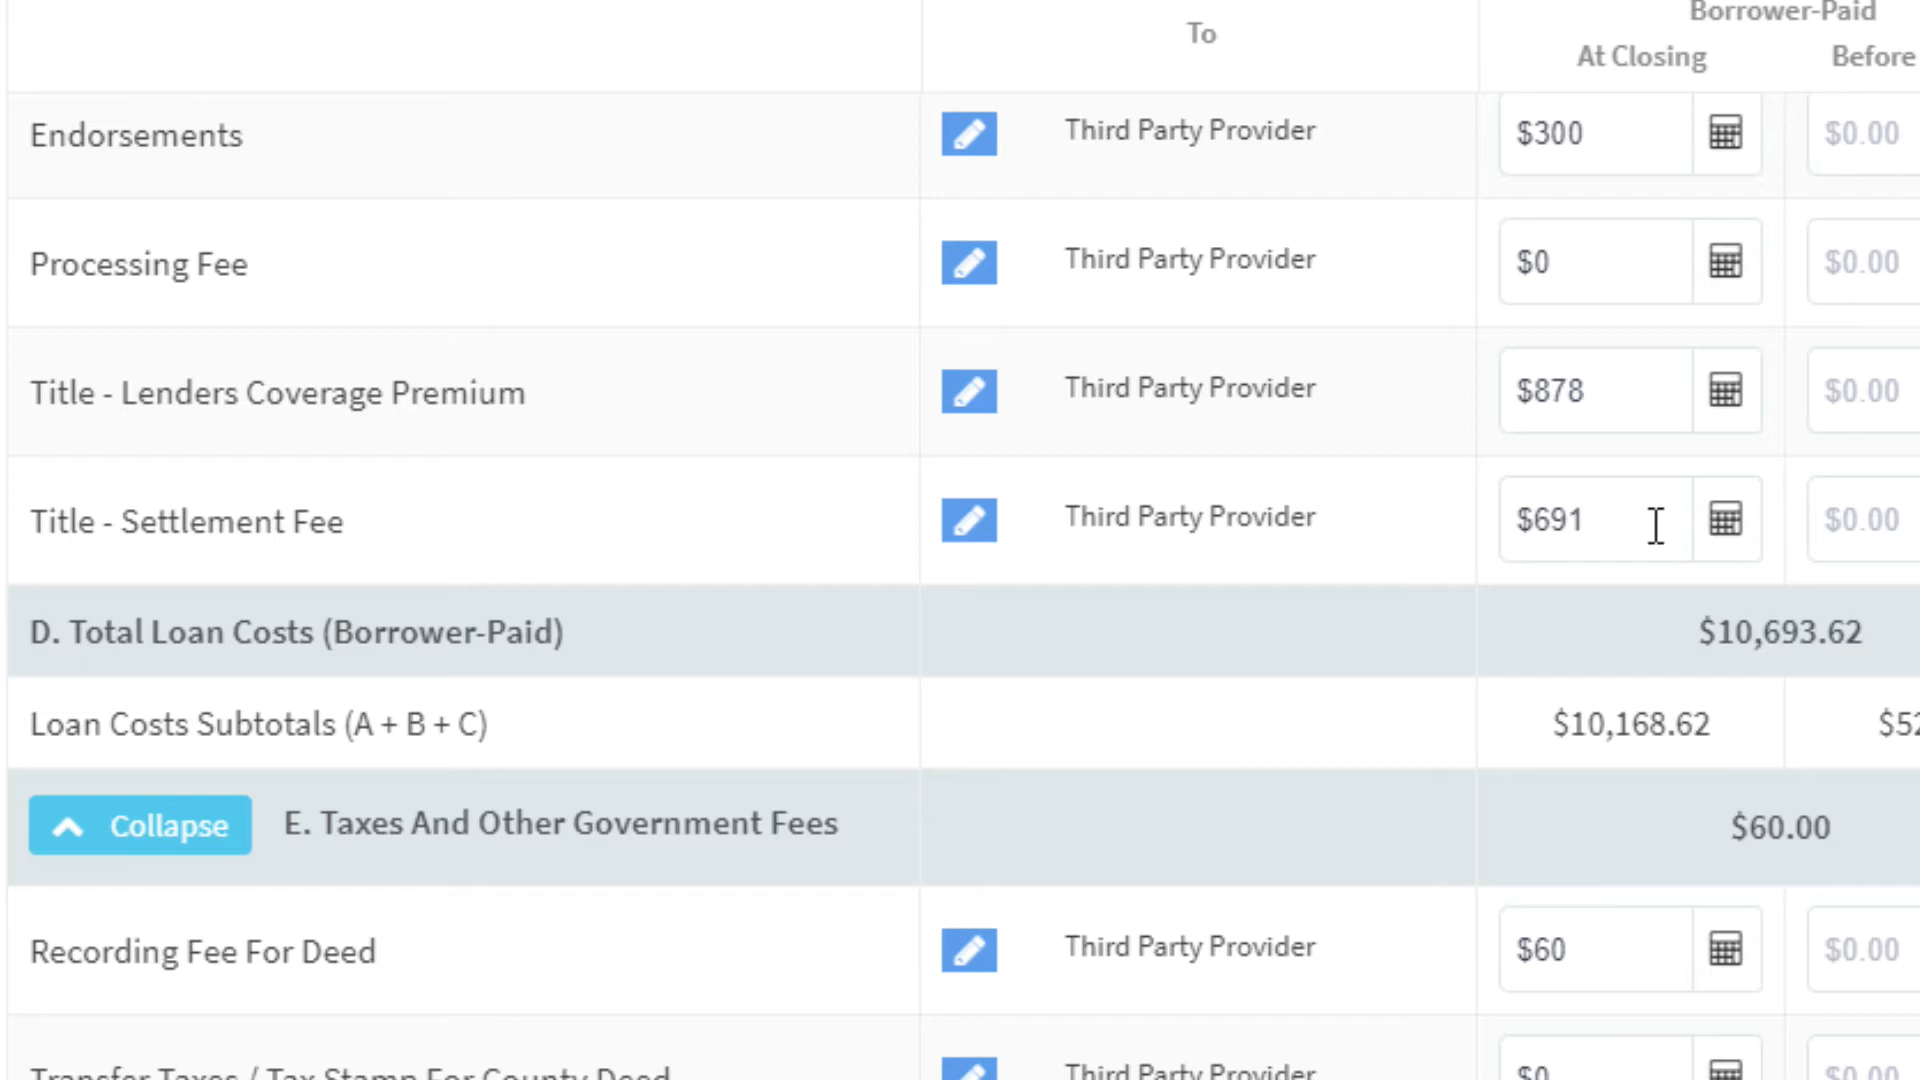 Borrower-Paid
To
At Closing
Before
Endorsements
Third Party Provider
$300
$0.00
Processing Fee
Third Party Provider
$0
$0.00
Title - Lenders Coverage Premium
Third Party Provider
$878
$0.00
Title - Settlement Fee
Third Party Provider
$691
$0.00
D. Total Loan Costs (Borrower-Paid)
$10,693.62
Loan Costs Subtotals (A + B + C)
$10,168.62
$52
Collapse
E. Taxes And Other Government Fees
$60.00
Recording Fee For Deed
Third Party Provider
$60
$0.00
Transfer Taxes / Tax Stamp For County Deed
Third Party Provider
$0
$0.00